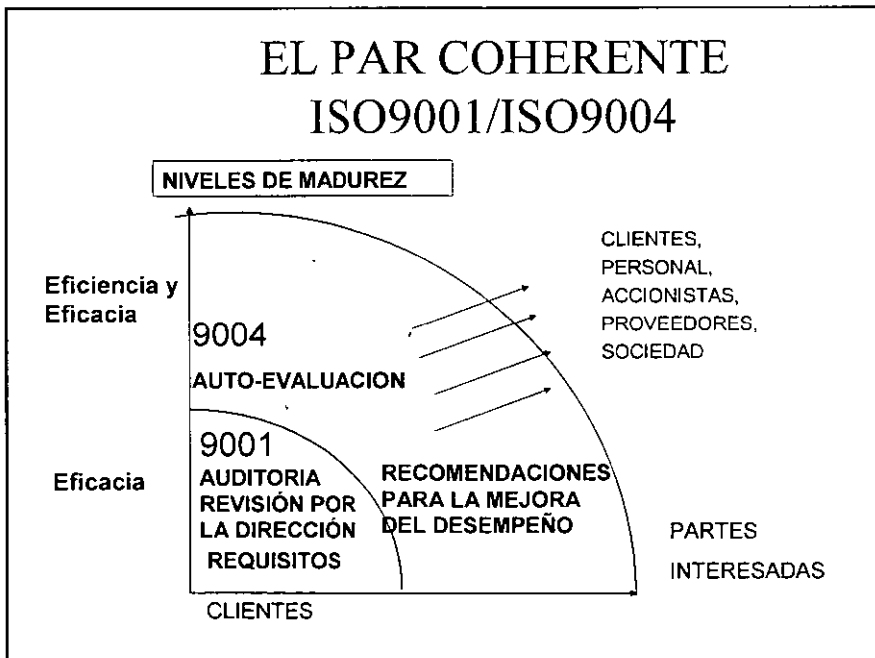 EL PAR COHERENTE
ISO9001/ISO9004
NIVELES DE MADUREZ
Eficiencia y
Eficacia
9004
AUTO-EVALUACION
CLIENTES,
PERSONAL,
ACCIONISTAS,
PROVEEDORES,
SOCIEDAD
Eficacia
9001
AUDITORIA
REVISIÓN POR
LA DIRECCIÓN
REQUISITOS
RECOMENDACIONES
PARA LA MEJORA
DEL DESEMPEÑO
PARTES
INTERESADAS
CLIENTES